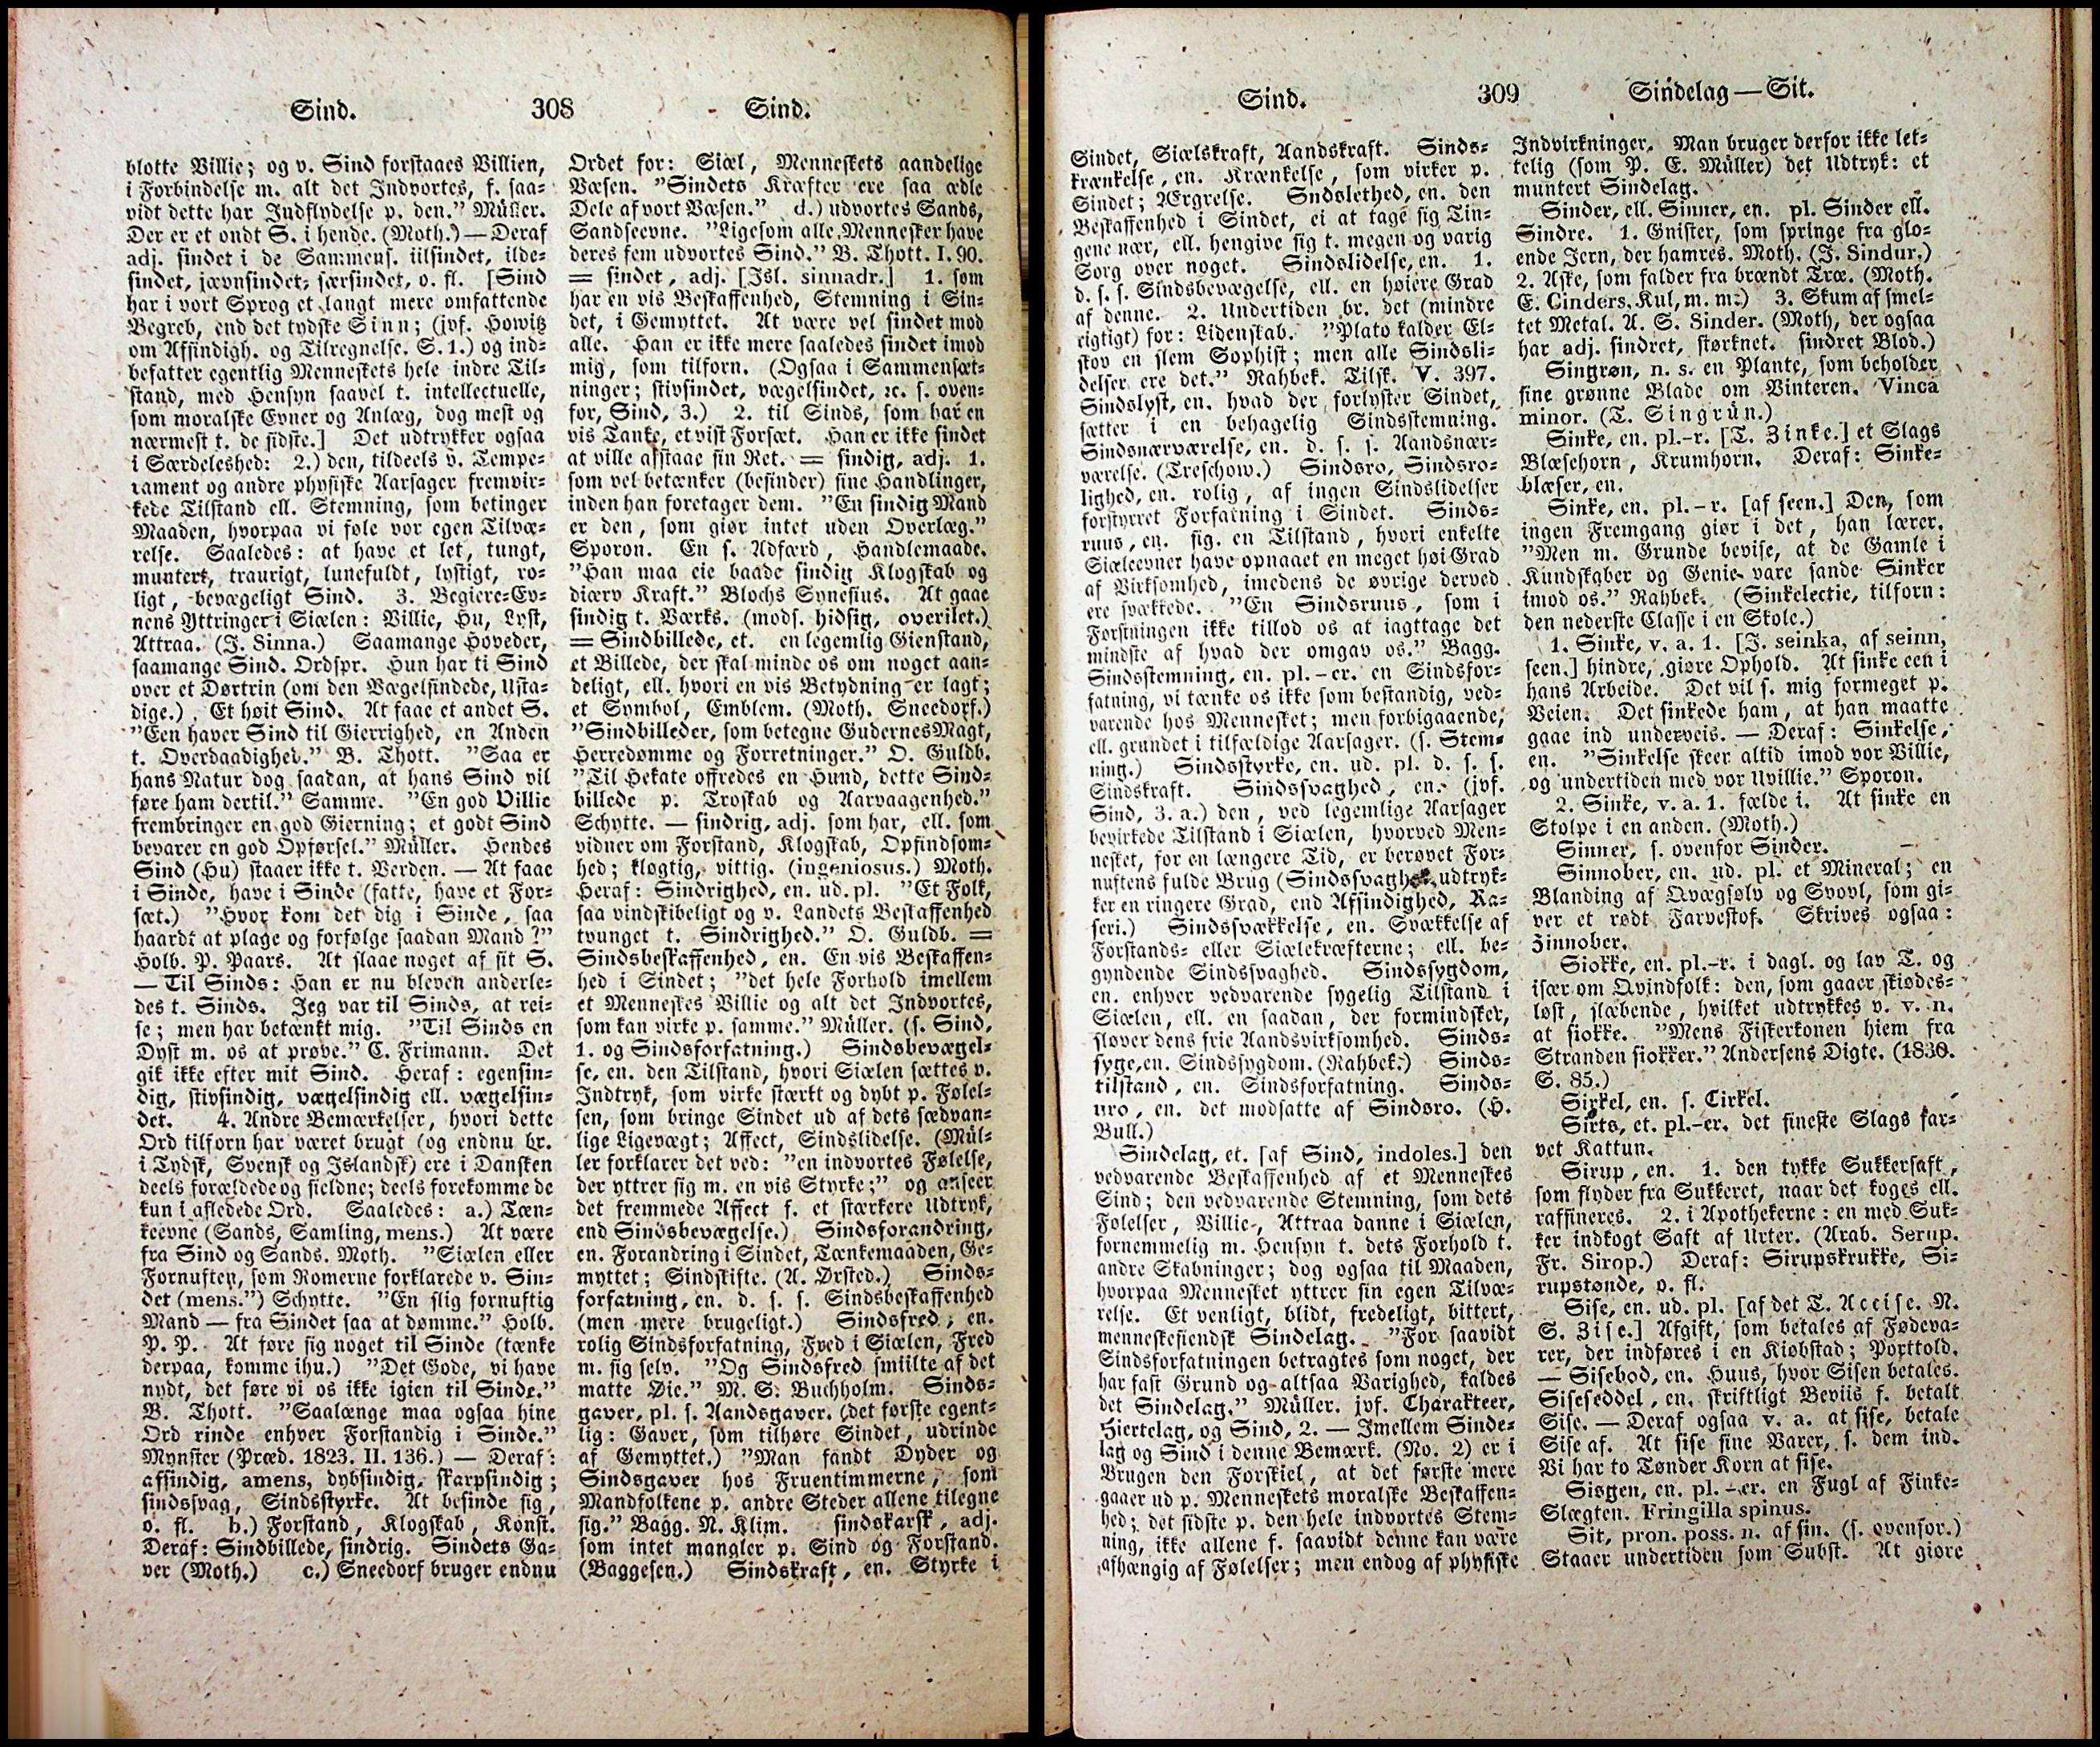 Sind. 308 Sind.
blotte Villie; og v. Sind forstaaes Villien,
i Forbindelse m. alt det Indvortes, f. saa-
vidt dette har Indflydelse p. den.” Müller.
Der er et ondt S. i hende. (Moth.) — Deraf
adj. sindet i de Sammens. iilsindet, ilde-
sindet, jævnsindet, særsindet, o. fl. [Sind
har i vort Sprog et langt mere omfattende
Begreb, end det tydske Sinn; (jvf. Howitz
om Afsindigh. og Tilregnelse. S. 1.) og ind-
befatter egentlig Menneskets hele indre Til-
stand, med Hensyn saavel t. intellectuelle,
som moralske Evner og Anlæg, dog mest og
nærmest t. de sidste.] Det udtrykker ogsaa
i Særdeleshed: 2.) den, tildeels v. Tempe-
rament og andre physiske Aarsager fremvir-
kede Tilstand ell. Stemning, som betinger
Maaden, hvorpaa vi føle vor egen Tilvæ-
relse. Saaledes: at have et let, tungt,
muntert, traurigt, lunefuldt, lystigt, ro-
ligt, bevægeligt Sind. 3. Begiere-Ev-
nens Yttringer i Siælen: Villie, Hu, Lyst,
Attraa. (J. Sinna.) Saamange Hoveder,
saamange Sind. Ordspr. Hun har ti Sind
over et Dørtrin (om den Vægelsindede, Usta-
dige.) Et høit Sind. At faae et andet S.
”Een haver Sind til Gierrighed, en Anden
t. Overdaadighed.” B. Thott. ”Saa er
hans Natur dog saadan, at hans Sind vil
føre ham dertil.” Samme. ”En god Villie
frembringer en god Gierning; et godt Sind
bevarer en god Opførsel.” Müller. Hendes
Sind (Hu) staaer ikke t. Verden. — At faae
i Sinde, have i Sinde (fatte, have et For-
sæt.) ”Hvor kom det dig i Sinde, saa
haardt at plage og forfølge saadan Mand?”
Holb. P. Paars. At slaae noget af sit S.
— Til Sinds: Han er nu bleven anderle-
des t. Sinds. Jeg var til Sinds, at rei-
se; men har betænkt mig. ”Til Sinds en
Dyst m. os at prøve.” C. Frimann. Det
gik ikke efter mit Sind. Heraf: egensin-
dig, stivsindig, vægelsindig ell. vægelsin-
det. 4. Andre Bemærkelser, hvori dette
Ord tilforn har været brugt (og endnu br.
i Tydsk, Svensk og Islandsk) ere i Dansken
deels forældede og sieldne; deels forekomme de
kun i afledede Ord. Saaledes: a.) Tæn-
keevne (Sands, Samling, mens.) At være
fra Sind og Sands. Moth. ”Siælen eller
Fornuften, som Romerne forklarede v. Sin-
det (mens.”) Schytte. ”En slig fornuftig
Mand — fra Sindet saa at dømme.” Holb.
P. P. At føre sig noget til Sinde (tænke
derpaa, komme ihu.) ”Det Gode, vi have
nydt, det føre vi os ikke igien til Sinde.”
B. Thott. ”Saalænge maa ogsaa hine
Ord rinde enhver Forstandig i Sinde.”
Mynster (Præd. 1823. II. 136.) — Deraf:
afsindig, amens, dybsindig, skarpsindig;
sindssvag, Sindsstyrke. At besinde sig,
o. fl. b.) Forstand, Klogskab, Konst.
Deraf: Sindbillede, sindrig. Sindets Ga-
ver (Moth.) c.) Sneedorf bruger endnu
Ordet for: Siæl, Menneskets aandelige
Væsen. ”Sindets Kræfter ere saa ædle
Dele af vort Væsen.” d.) udvortes Sands,
Sandseevne. ”Ligesom alle Mennesker have
deres fem udvortes Sind.” B. Thott. I. 90.
= sindet, adj. [Isl. sinnadr.] 1. som
har en vis Beskaffenhed, Stemning i Sin-
det, i Gemyttet. At være vel sindet mod
alle. Han er ikke mere saaledes sindet imod
mig, som tilforn. (Ogsaa i Sammensæt-
ninger; stivsindet, vægelsindet, ꝛc. s. oven-
for, Sind, 3.) 2. til Sinds, som har en
vis Tanke, et vist Forsæt. Han er ikke sindet
at ville afstaae sin Ret. = sindig, adj. 1.
som vel betænker (besinder) sine Handlinger,
inden han foretager dem. ”En sindig Mand
er den, som giør intet uden Overlæg.”
Sporon. En s. Adfærd, Handlemaade.
”Han maa eie baade sindig Klogskab og
diærv Kraft.” Blochs Synesius. At gaae
sindig t. Værks. (mods. hidsig, overilet.)
= Sindbillede, et. en legemlig Gienstand,
et Billede, der skal minde os om noget aan-
deligt, ell. hvori en vis Betydning er lagt;
et Symbol, Emblem. (Moth. Sneedorf.)
”Sindbilleder, som betegne Gudernes Magt,
Herredømme og Forretninger.” O. Guldb.
”Til Hekate offredes en Hund, dette Sind-
billede p. Troskab og Aarvaagenhed.”
Schytte. — sindrig, adj. som har, ell. som
vidner om Forstand, Klogskab, Opfindsom-
hed; kløgtig, vittig. (ingeniosus.) Moth.
Heraf: Sindrighed, en. ud. pl. ”Et Folk,
saa vindskibeligt og v. Landets Beskaffenhed
tvunget t. Sindrighed.” O. Guldb. =
Sindsbeskaffenhed, en. En vis Beskaffen-
hed i Sindet; ”det hele Forhold imellem
et Menneskes Villie og alt det Indvortes,
som kan virke p. samme.” Müller. (s. Sind,
1. og Sindsforfatning.) Sindsbevægel-
se, en. den Tilstand, hvori Siælen sættes v.
Indtryk, som virke stærkt og dybt p. Følel-
sen, som bringe Sindet ud af dets sædvan-
lige Ligevægt; Affect, Sindslidelse. (Mül-
ler forklarer det ved: ”en indvortes Følelse,
der yttrer sig m. en vis Styrke;” og anseer
det fremmede Affect f. et stærkere Udtryk,
end Sindsbevægelse.) Sindsforandring,
en. Forandring i Sindet, Tænkemaaden, Ge-
myttet; Sindskifte. (A. Ørsted.) Sinds-
forfatning, en. d. s. s. Sindsbeskaffenhed
(men mere brugeligt.) Sindsfred, en.
rolig Sindsforfatning, Fred i Siælen, Fred
m. sig selv. ”Og Sindsfred smiilte af det
matte Øie.” M. S. Buchholm. Sinds-
gaver, pl. s. Aandsgaver. (det første egent-
lig: Gaver, som tilhøre Sindet, udrinde
af Gemyttet.) ”Man fandt Dyder og
Sindsgaver hos Fruentimmerne, som
Mandfolkene p. andre Steder allene tilegne
sig.” Bagg. N. Klim. sindskarsk, adj.
som intet mangler p. Sind og Forstand.
(Baggesen.) Sindskraft, en. Styrke i
Sind. 309 Sindelag — Sit.
Sindet, Siælskraft, Aandskraft. Sinds-
krænkelse, en. Krænkelse, som virker p.
Sindet; Ærgrelse. Sndslethed, en. den
Beskaffenhed i Sindet, ei at tage sig Tin-
gene nær, ell. hengive sig t. megen og varig
Sorg over noget. Sindslidelse, en. 1.
d. s. s. Sindsbevægelse, ell. en høiere Grad
af denne. 2. Undertiden br. det (mindre
rigtigt) for: Lidenskab. ”Plato kalder El-
skov en slem Sophist; men alle Sindsli-
delser ere det.” Rahbek. Tilsk. V. 397.
Sindslyst, en. hvad der forlyster Sindet,
sætter i en behagelig Sindsstemning.
Sindsnærværelse, en. d. s. s. Aandsnær-
værelse. (Treschow.) Sindsro, Sindsro-
lighed, en. rolig, af ingen Sindslidelser
forstyrret Forfatning i Sindet. Sinds-
ruus, en. fig. en Tilstand, hvori enkelte
Siæleevner have opnaaet en meget høi Grad
af Virksomhed, imedens de øvrige derved
ere svækkede. ”En Sindsruus, som i
Førstningen ikke tillod os at iagttage det
mindste af hvad der omgav os.” Bagg.
Sindsstemning, en. pl. -er. en Sindsfor-
fatning, vi tænke os ikke som bestandig, ved-
varende hos Mennesket; men forbigaaende,
ell. grundet i tilfældige Aarsager. (s. Stem-
ning.) Sindsstyrke, en. ud. pl. d. s. s.
Sindskraft. Sindssvaghed, en. (jvf.
Sind, 3. a.) den, ved legemlige Aarsager
bevirkede Tilstand i Siælen, hvorved Men-
nesket, for en længere Tid, er berøvet For-
nuftens fulde Brug (Sindssvaghed udtryk-
ker en ringere Grad, end Afsindighed, Ra-
seri.) Sindssvækkelse, en. Svækkelse af
Forstands- eller Siælekræfterne; ell. be-
gyndende Sindssvaghed. Sindssygdom,
en. enhver vedvarende sygelig Tilstand i
Siælen, ell. en saadan, der formindsker,
sløver dens frie Aandsvirksomhed. Sinds-
syge, en. Sindssygdom. (Rahbek.) Sinds-
tilstand, en. Sindsforfatning. Sinds-
uro, en. det modsatte af Sindsro. (H.
Bull.)
Sindelag, et. [af Sind, indoles.] den
vedvarende Beskaffenhed af et Menneskes
Sind; den vedvarende Stemning, som dets
Følelser, Villie, Attraa danne i Siælen,
fornemmelig m. Hensyn t. dets Forhold t.
andre Skabninger; dog ogsaa til Maaden,
hvorpaa Mennesket yttrer sin egen Tilvæ-
relse. Et venligt, blidt, fredeligt, bittert,
menneskefiendsk Sindelag. ”For saavidt
Sindsforfatningen betragtes som noget, der
har fast Grund og altsaa Varighed, kaldes
det Sindelag.” Müller. jvf. Charakteer,
Hiertelag, og Sind, 2. — Imellem Sinde-
lag og Sind i denne Bemærk. (No. 2) er i
Brugen den Forskiel, at det første mere
gaaer ud p. Menneskets moralske Beskaffen-
hed; det sidste p. den hele indvortes Stem-
ning, ikke allene f. saavidt denne kan være
afhængig af Følelser; men endog af physiske
Indvirkninger. Man bruger derfor ikke let-
telig (som P. E. Müller) det Udtryk: et
muntert Sindelag.
Sinder, ell. Sinner, en. pl. Sinder ell.
Sindre. 1. Gnister, som springe fra glo-
ende Jern, der hamres. Moth. (J. Sindur.)
2. Aske, som falder fra brændt Træ. (Moth.
E. Cinders, Kul, m. m.) 3. Skum af smel-
tet Metal. A. S. Sinder. (Moth, der ogsaa
har adj. sindret, størknet. sindret Blod.)
Singrøn, n. s. en Plante, som beholder
sine grønne Blade om Vinteren. Vinca
minor. (T. Singrün.)
Sinke, en. pl.-r. [T. Zinke.] et Slags
Blæsehorn, Krumhorn. Deraf: Sinke-
blæser, en.
Sinke, en. pl.-r. [af seen.] Den, som
ingen Fremgang giør i det, han lærer.
”Men m. Grunde bevise, at de Gamle i
Kundskaber og Genie vare sande Sinker
imod os.” Rahbek. (Sinkelectie, tilforn:
den nederste Classe i en Skole.)
1. Sinke, v. a. 1. [J. seinka, af seinn,
seen.] hindre, giøre Ophold. At sinke een i
hans Arbeide. Det vil s. mig formeget p.
Veien. Det sinkede ham, at han maatte
gaae ind underveis. — Deraf: Sinkelse,
en. ”Sinkelse skeer altid imod vor Villie,
og undertiden med vor Uvillie.” Sporon.
2. Sinke, v. a. 1. fælde i. At sinke en
Stolpe i en anden. (Moth.)
Sinner, s. ovenfor Sinder.
Sinnober, en. ud. pl. et Mineral; en
Blanding af Qvægsølv og Svovl, som gi-
ver et rødt Farvestof. Skrives ogsaa:
Zinnober.
Siokke, en. pl.-r. i dagl. og lav T. og
især om Qvindfolk: den, som gaaer skiødes-
løst, slæbende, hvilket udtrykkes v. v. n.
at siokke. ”Mens Fiskerkonen hiem fra
Stranden siokker.” Andersens Digte. (1830.
S. 85.)
Sirkel, en. s. Cirkel.
Sirts, et. pl.-er. det fineste Slags far-
vet Kattun.
Sirup, en. 1. den tykke Sukkersaft,
som flyder fra Sukkeret, naar det koges ell.
raffineres. 2. i Apothekerne: en med Suk-
ker indkogt Saft af Urter. (Arab. Serup.
Fr. Sirop.) Deraf: Sirupskrukke, Si-
rupstønde, o. fl.
Sise, en. ud. pl. [af det T. Accise. N.
S. Zise.] Afgift, som betales af Fødeva-
rer, der indføres i en Kiøbstad; Porttold.
— Sisebod, en. Huus, hvor Sisen betales.
Siseseddel, en. skriftligt Beviis f. betalt
Sise. — Deraf ogsaa v. a. at sise, betale
Sise af. At sise sine Varer, s. dem ind.
Vi har to Tønder Korn at sise.
Sisgen, en. pl. -er. en Fugl af Finke-
Slægten. Fringilla spinus.
Sit, pron. poss. n. af sin. (s. ovenfor.)
Staaer undertiden som Subst. At giøre